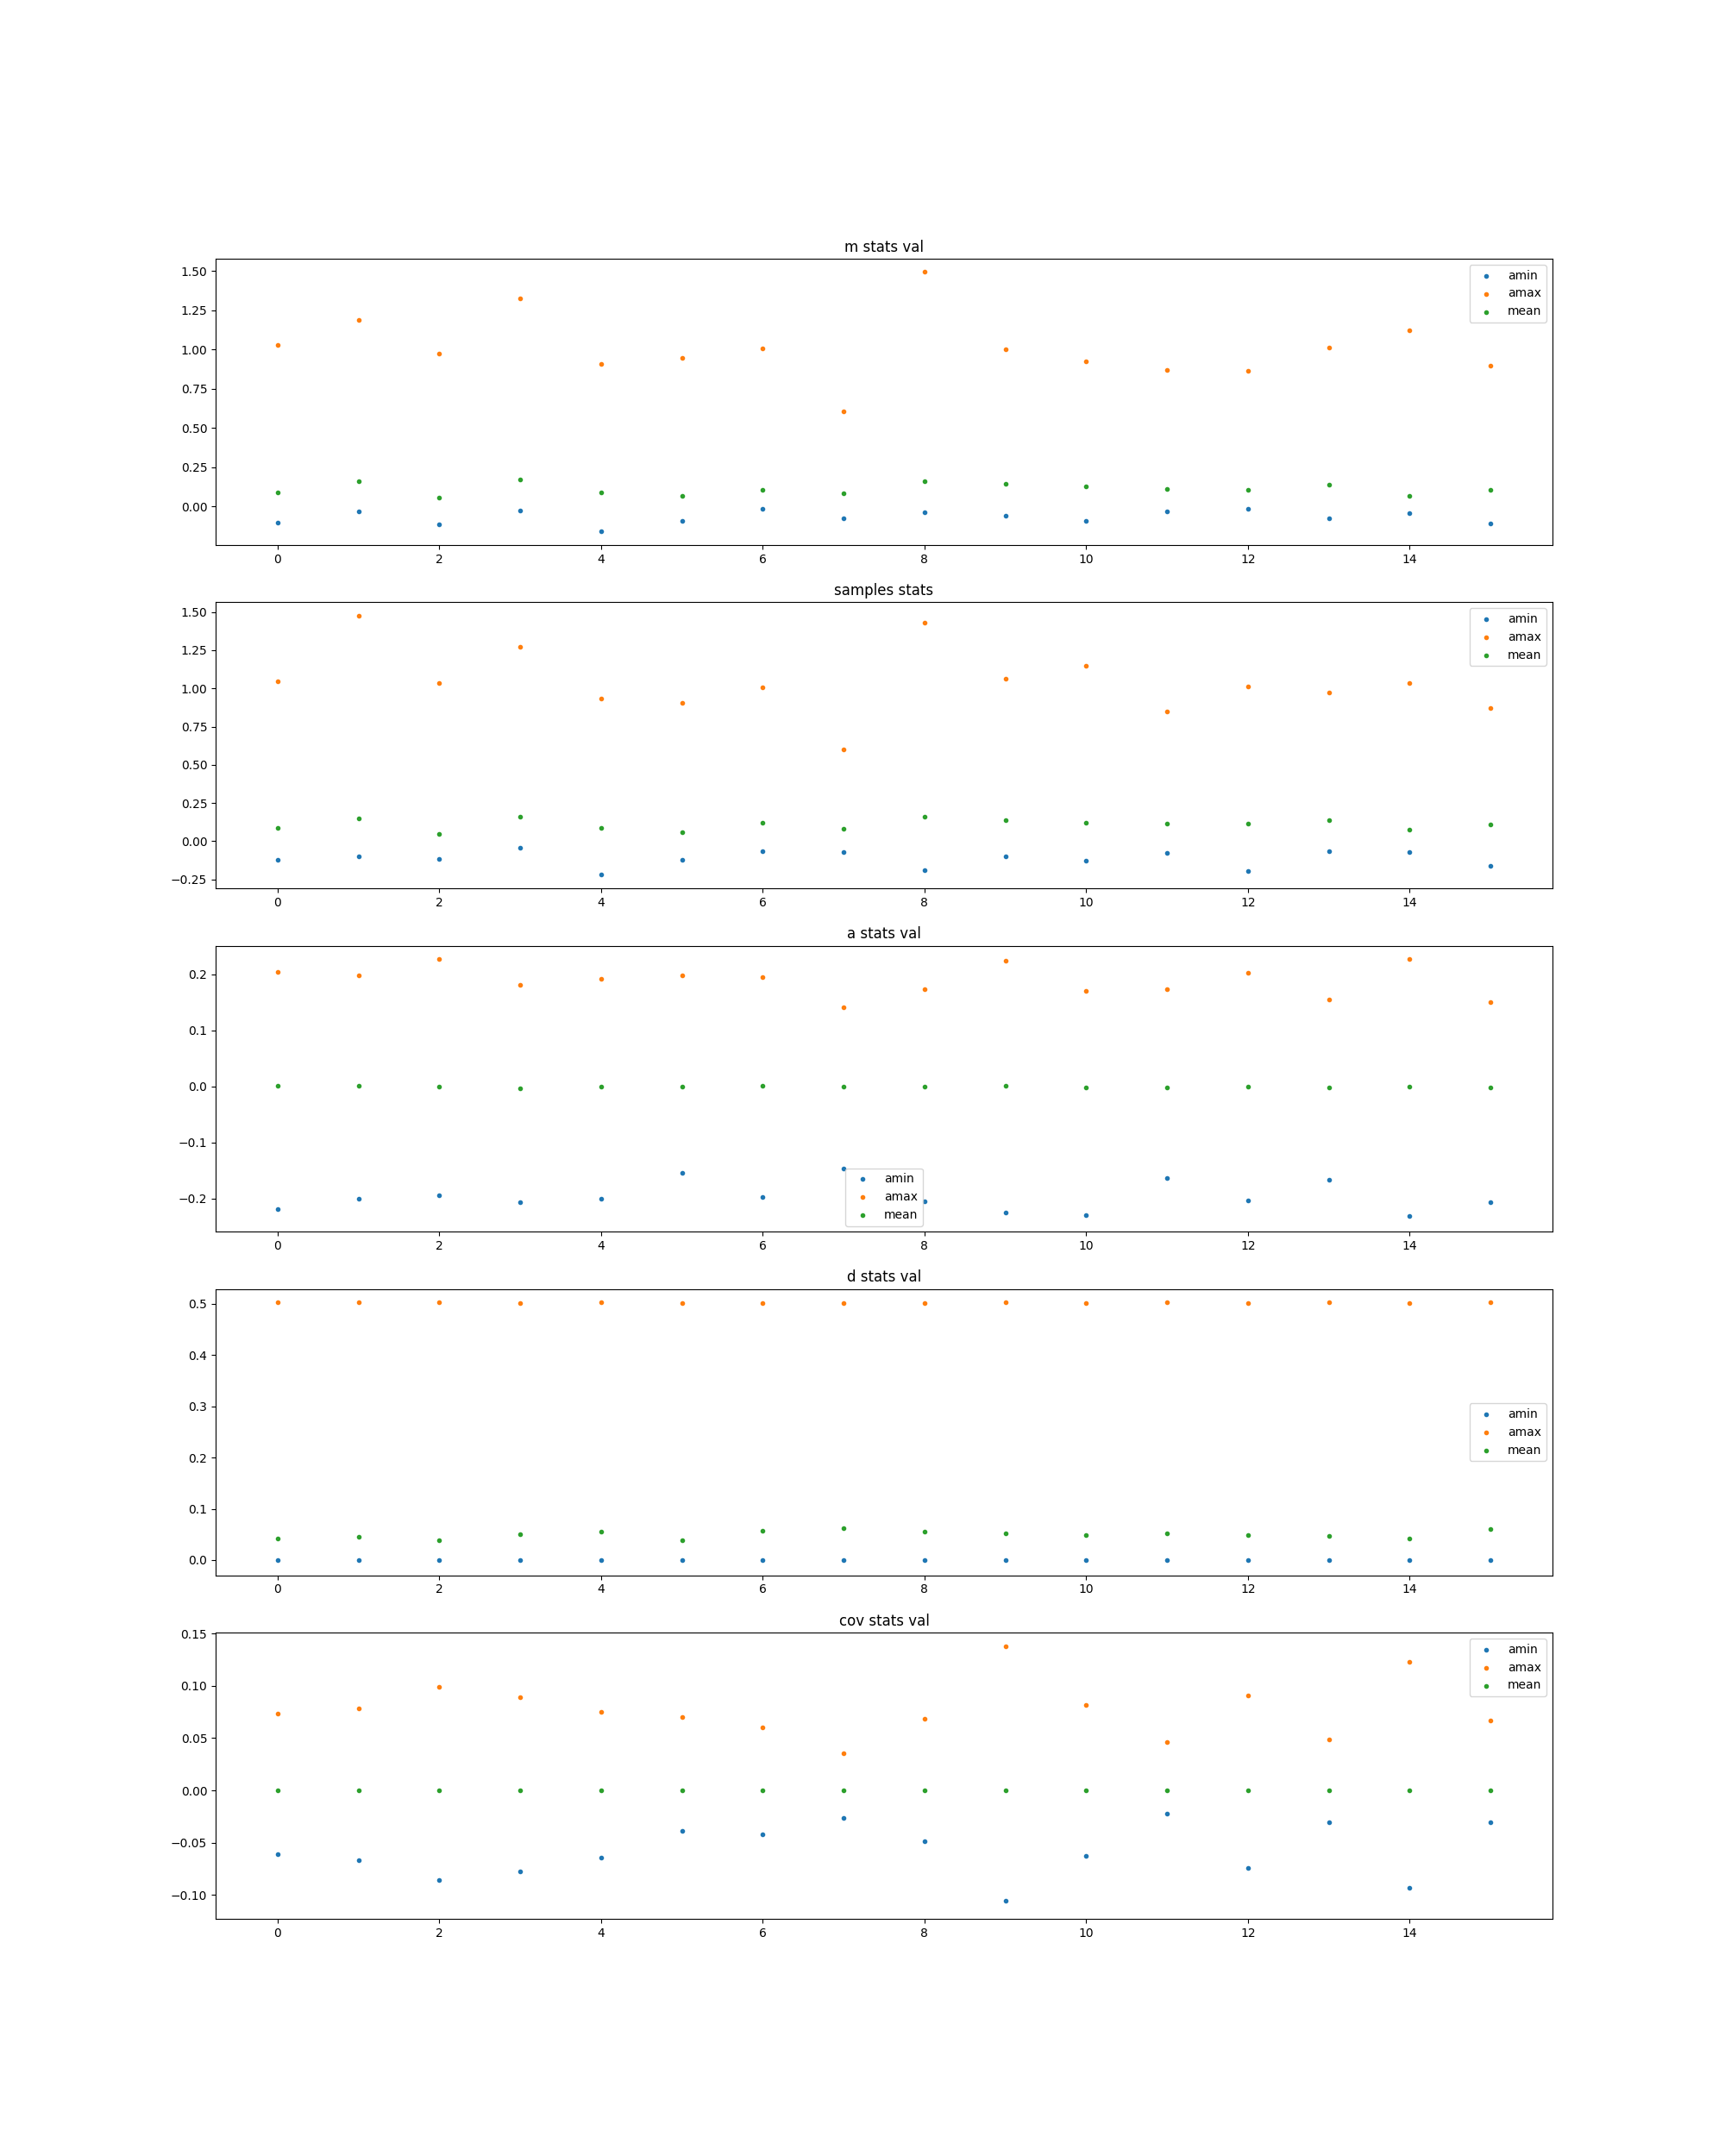 m stats val
1.50
1.25
1.00
0.75
0.50
0.25
0.00
amin
amax
mean
0 2 4 6 8 10 12 14
samples stats
1.50
1.25
1.00
0.75
0.50
0.25
0.00
−0.25
amin
amax
mean
0 2 4 6 8 10 12 14
a stats val
0.2
0.1
0.0
−0.1
−0.2
amin
amax
mean
0 2 4 6 8 10 12 14
d stats val
0.5
0.4
0.3
0.2
0.1
0.0
amin
amax
mean
0 2 4 6 8 10 12 14
cov stats val
0.15
0.10
0.05
0.00
−0.05
−0.10
amin
amax
mean
0 2 4 6 8 10 12 14